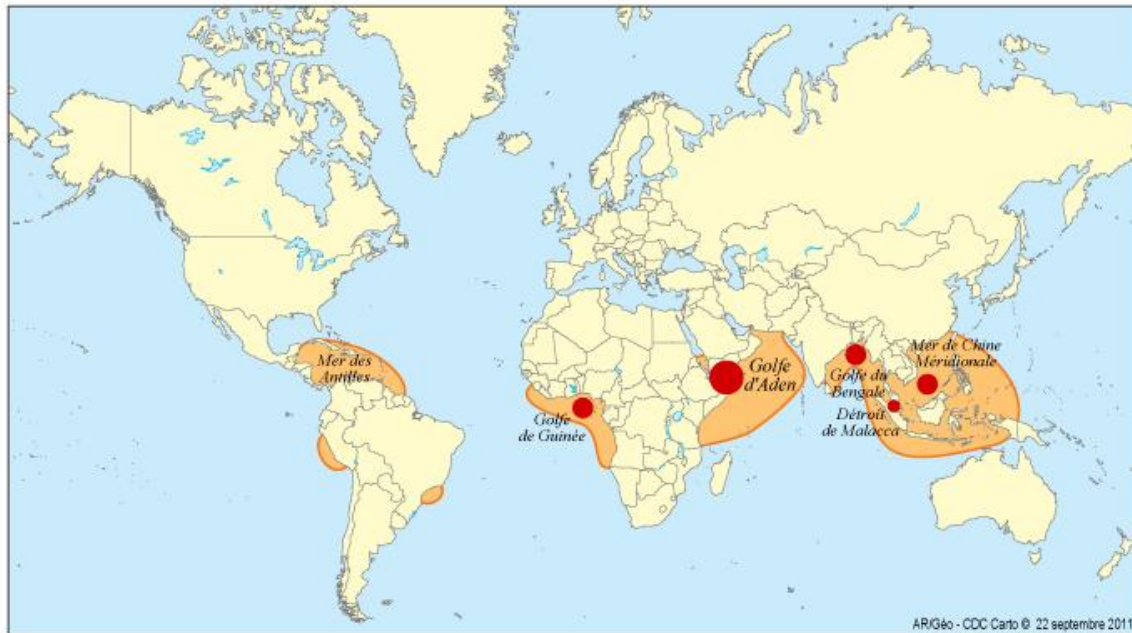 Mer des
Antilles
Golfe
de Guinée
Golfe
d'Aden
Golfe du
Bengale
Mer de Chine
Méridionale
Détroit
de Malacca
AR/Géo - CDC Carto © 22 septembre 2011